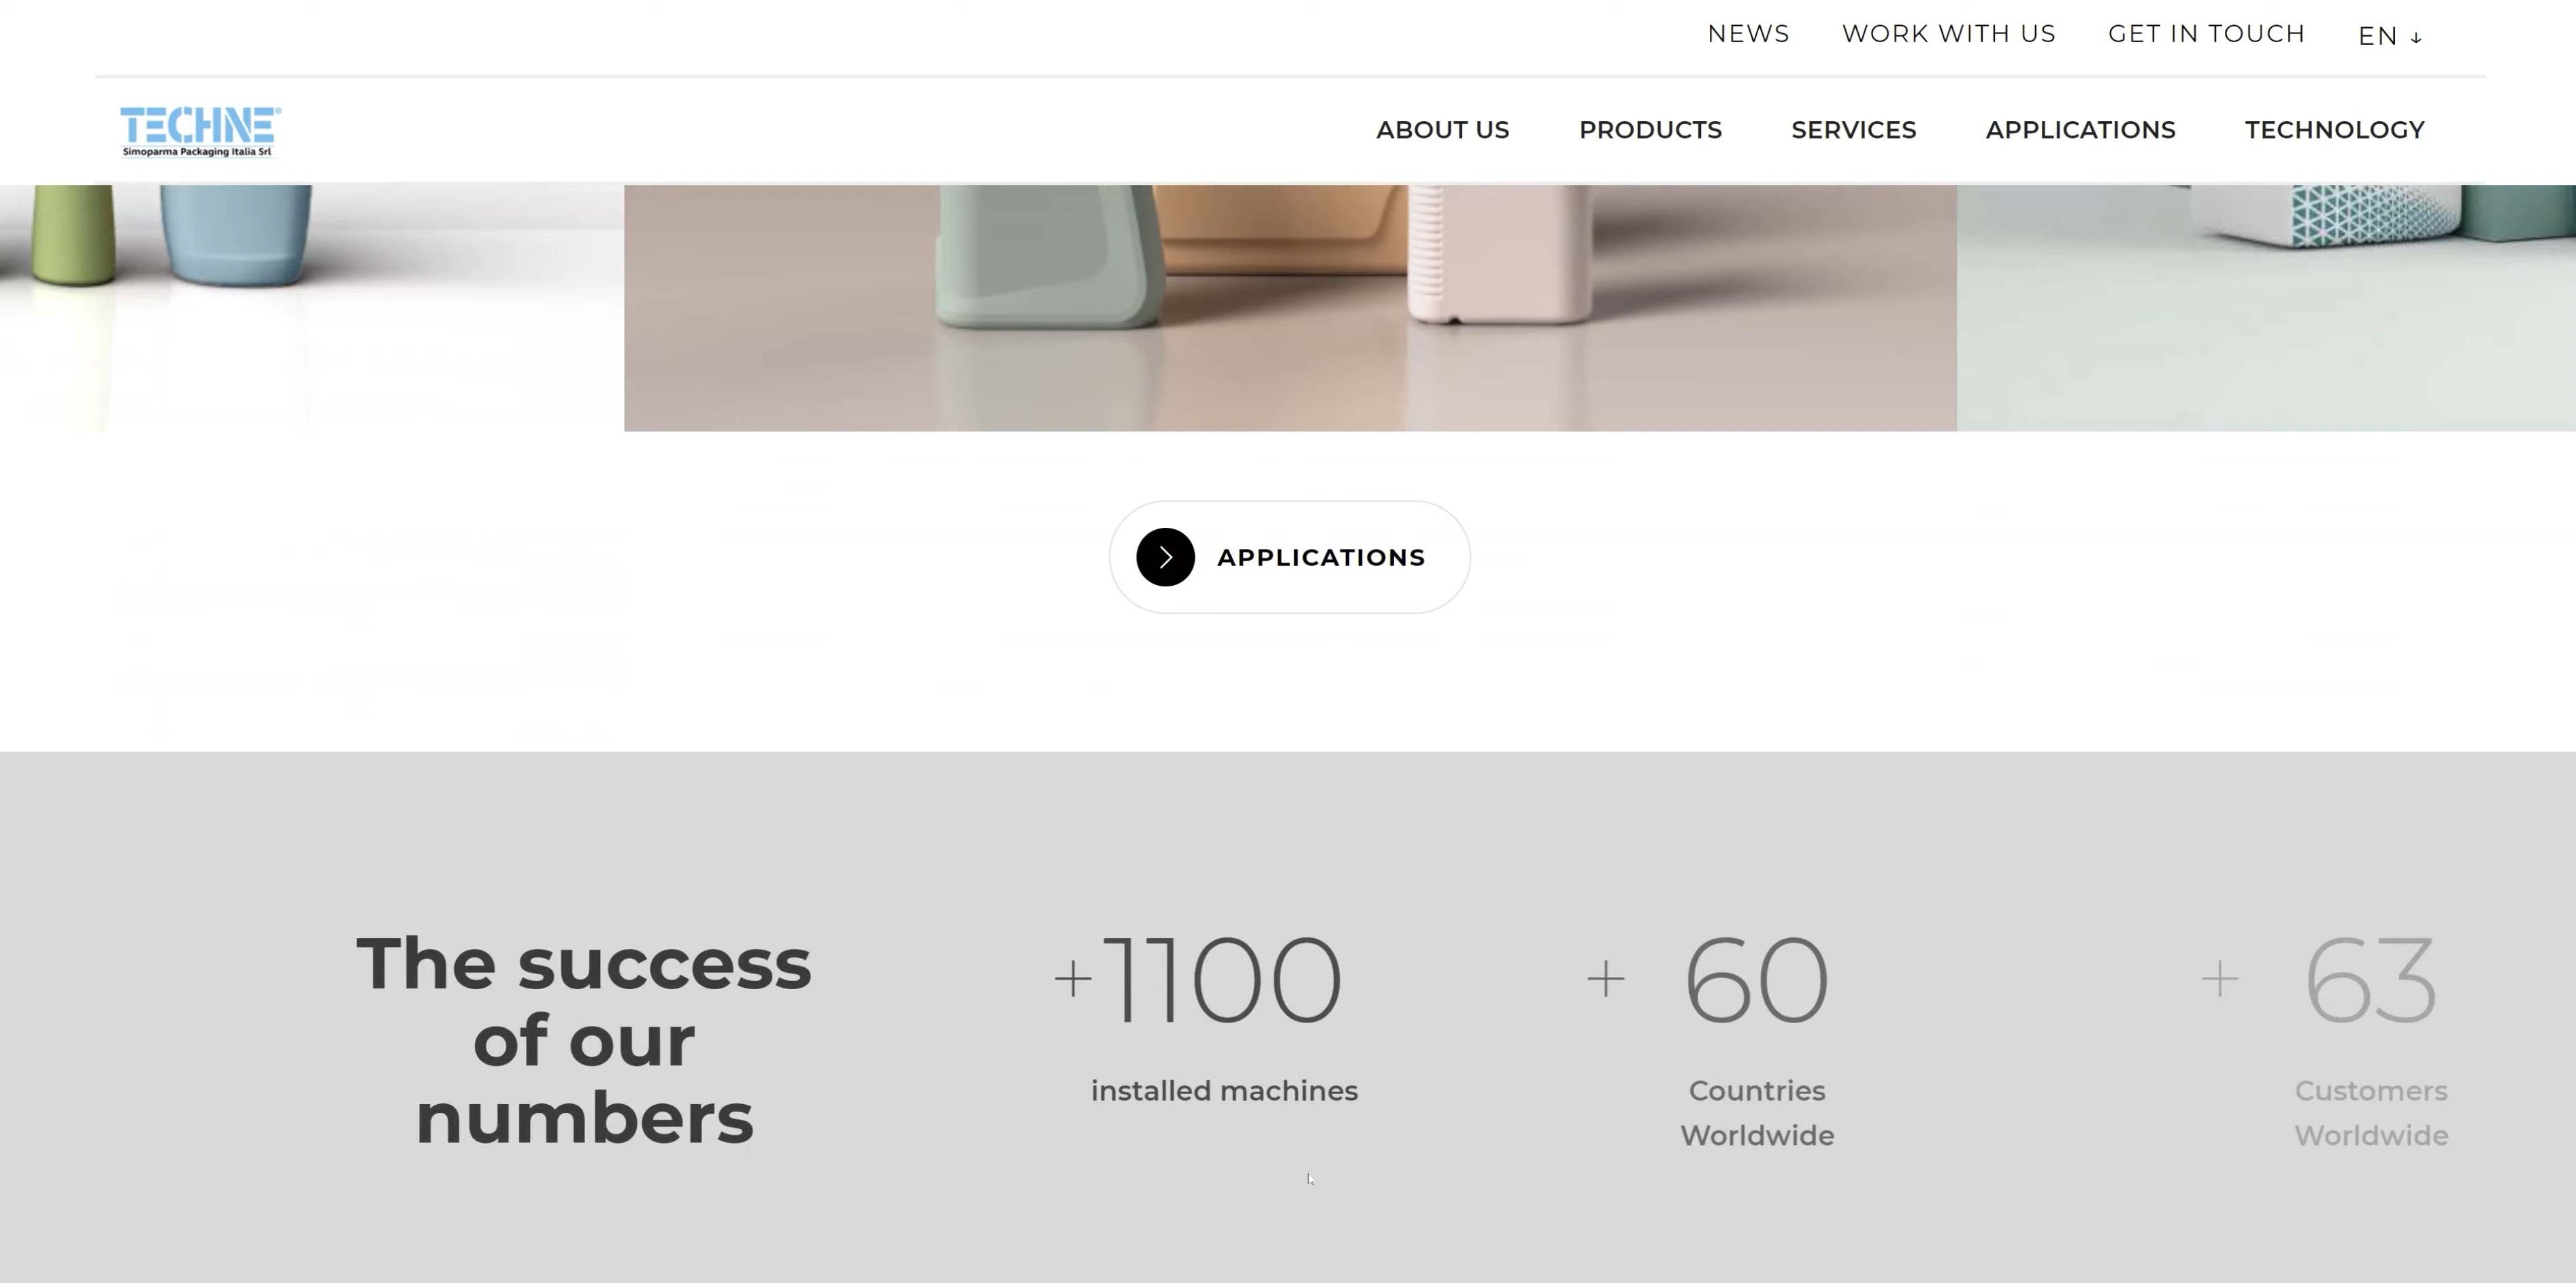 NEWS WORK WITH US GET IN TOUCH EN ↓
TECHNE®
Simoparma Packaging Italia Srl
ABOUT US PRODUCTS SERVICES APPLICATIONS TECHNOLOGY
APPLICATIONS
The success
of our
numbers
+1100
installed machines
+ 60
Countries
Worldwide
+ 63
Customers
Worldwide